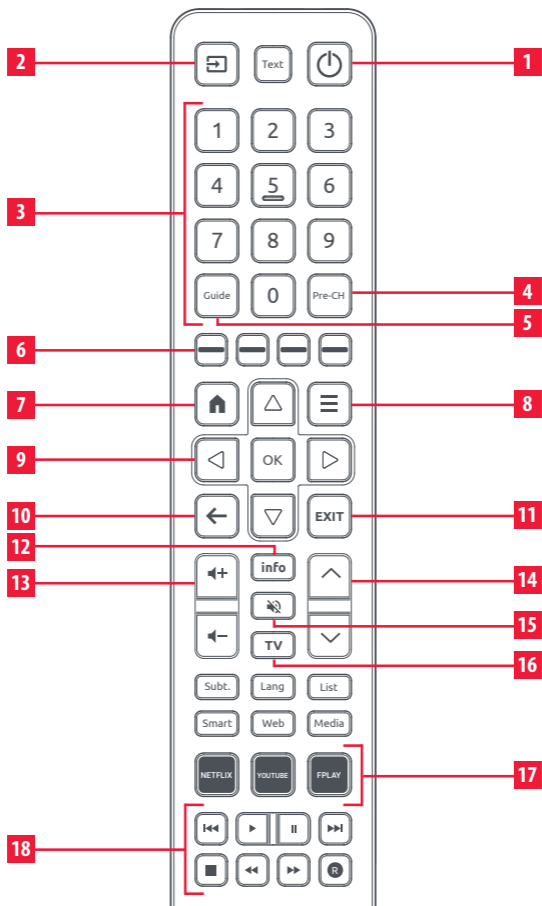 2 Text 1
1 2 3
4 5 6
3
7 8 9
Guide 0 Pre-CH 4
5
6
7 8
9 OK
10 EXIT 11
12 info
13 14
15
TV 16
Subt. Lang List
Smart Web Media
NETFLIX YOUTUBE FPLAY 17
18
R